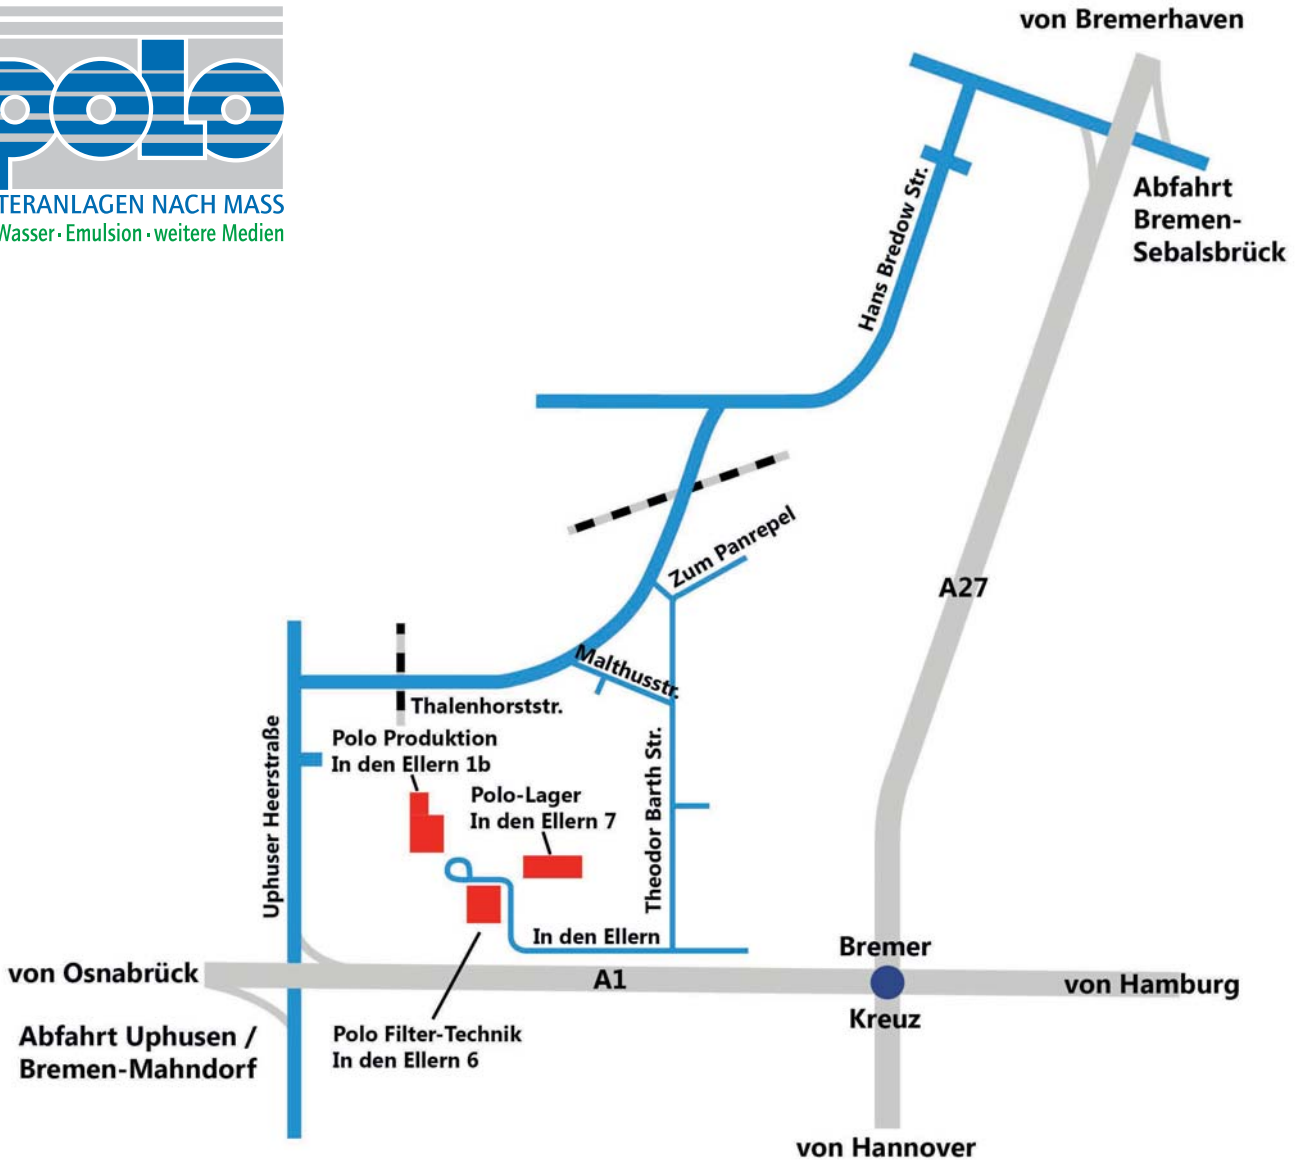 von Bremerhaven
polo
TERANLAGEN NACH MASS
Wasser · Emulsion · weitere Medien
Abfahrt
Bremen-
Sebalsbrück
Hans Bredow Str.
Zum Panrepel
A27
Malthusstr.
Thalenhorststr.
Uphuser Heerstraße
Polo Produktion
In den Ellern 1b
Polo-Lager
In den Ellern 7
Theodor Barth Str.
In den Ellern
Bremer
Kreuz
von Osnabrück
A1
von Hamburg
Abfahrt Uphusen /
Bremen-Mahndorf
Polo Filter-Technik
In den Ellern 6
von Hannover